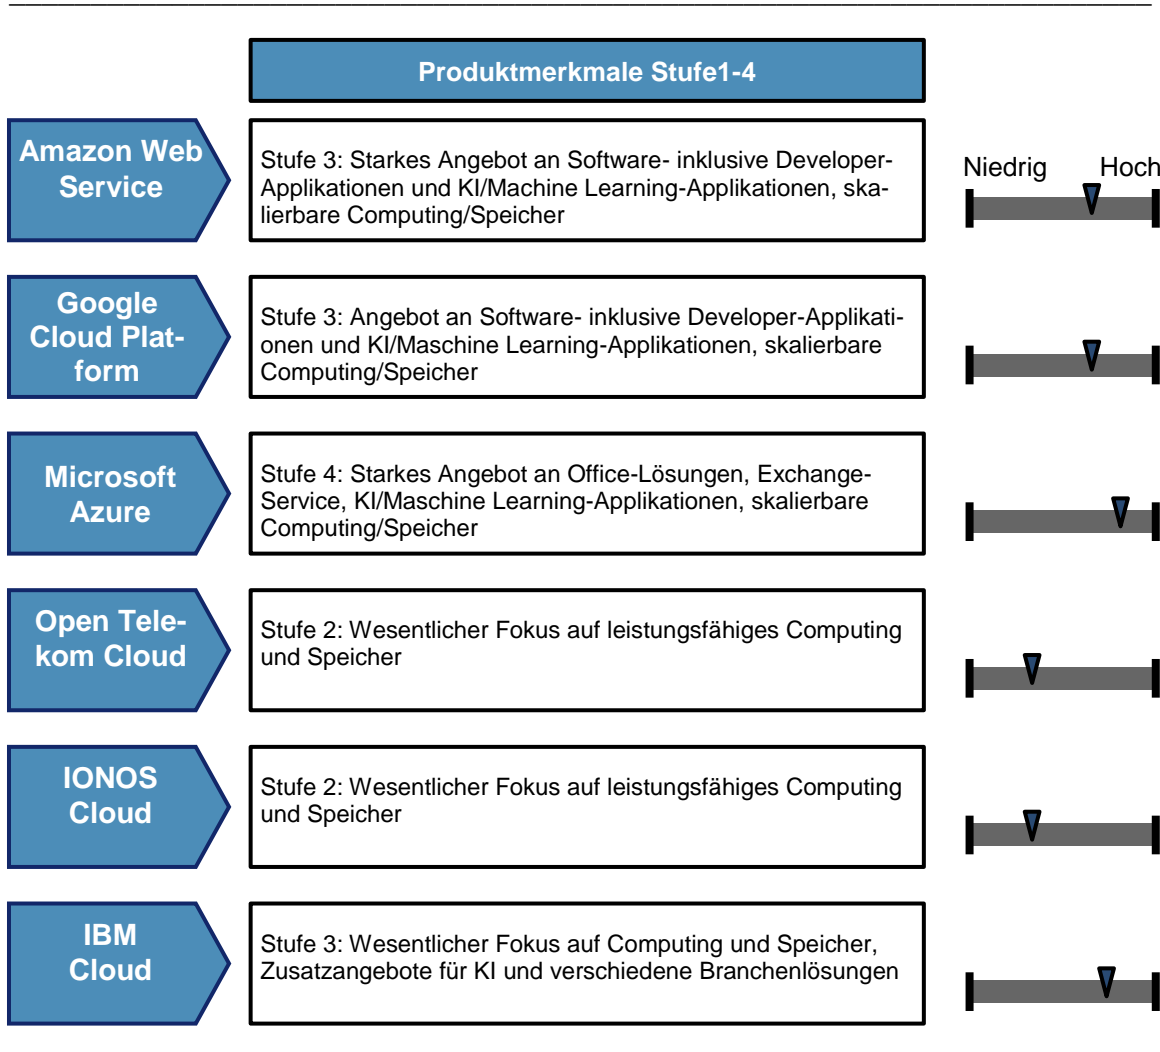 Produktmerkmale Stufe1-4
Amazon Web
Service
Stufe 3: Starkes Angebot an Software- inklusive Developer-
Applikationen und KI/Machine Learning-Applikationen, ska-
lierbare Computing/Speicher
Niedrig Hoch
Google
Cloud Plat-
form
Stufe 3: Angebot an Software- inklusive Developer-Applikati-
onen und KI/Maschine Learning-Applikationen, skalierbare
Computing/Speicher
Microsoft
Azure
Stufe 4: Starkes Angebot an Office-Lösungen, Exchange-
Service, KI/Maschine Learning-Applikationen, skalierbare
Computing/Speicher
Open Tele-
kom Cloud
Stufe 2: Wesentlicher Fokus auf leistungsfähiges Computing
und Speicher
IONOS
Cloud
Stufe 2: Wesentlicher Fokus auf leistungsfähiges Computing
und Speicher
IBM
Cloud
Stufe 3: Wesentlicher Fokus auf Computing und Speicher,
Zusatzangebote für KI und verschiedene Branchenlösungen